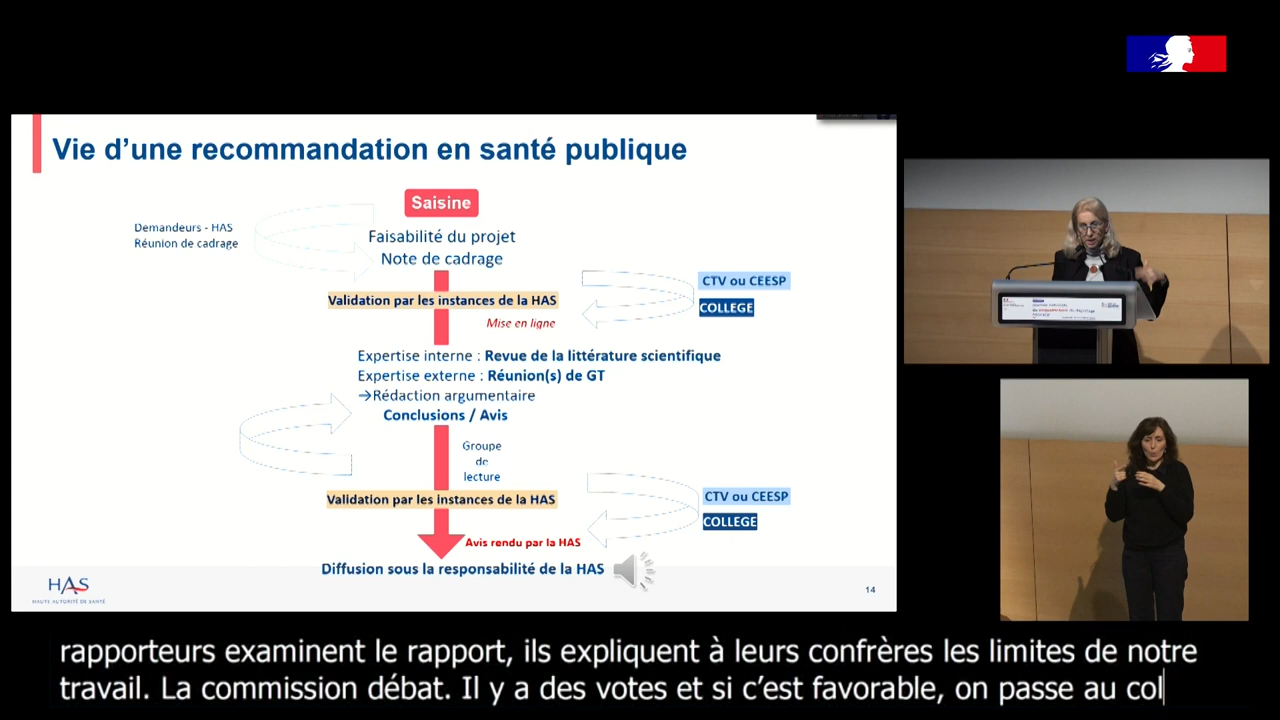 Vie d’une recommandation en santé publique
Saisine
Demandeurs - HAS
Réunion de cadrage
Faisabilité du projet
Note de cadrage
CTV ou CEESP
Validation par les instances de la HAS
COLLEGE
Mise en ligne
Expertise interne : Revue de la littérature scientifique
Expertise externe : Réunion(s) de GT
→Rédaction argumentaire
Conclusions / Avis
Groupe
de
lecture
Validation par les instances de la HAS
CTV ou CEESP
COLLEGE
Avis rendu par la HAS
Diffusion sous la responsabilité de la HAS
HAS
HAUTE AUTORITÉ DE SANTÉ
14
rapporteurs examinent le rapport, ils expliquent à leurs confrères les limites de notre
travail. La commission débat. Il y a des votes et si c’est favorable, on passe au col